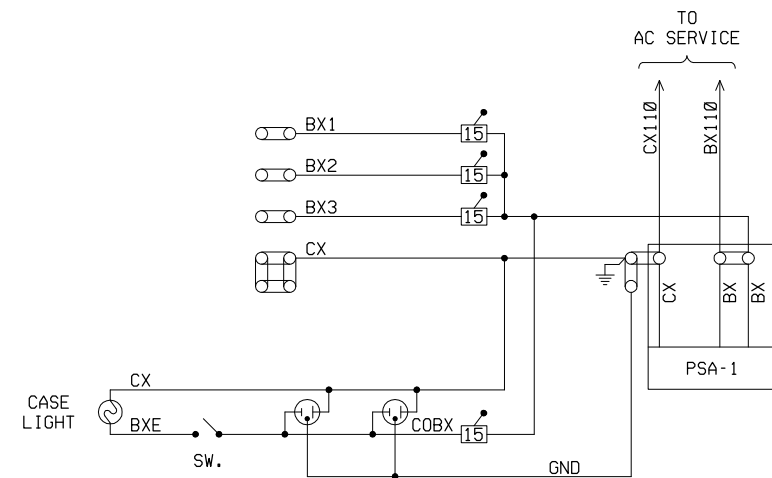 TO
AC SERVICE
CX110
BX110
BX1
15
BX2
15
BX3
15
CX
CX
BX
BX
PSA-1
CX
CASE
LIGHT
BXE
COBX
15
SW.
GND